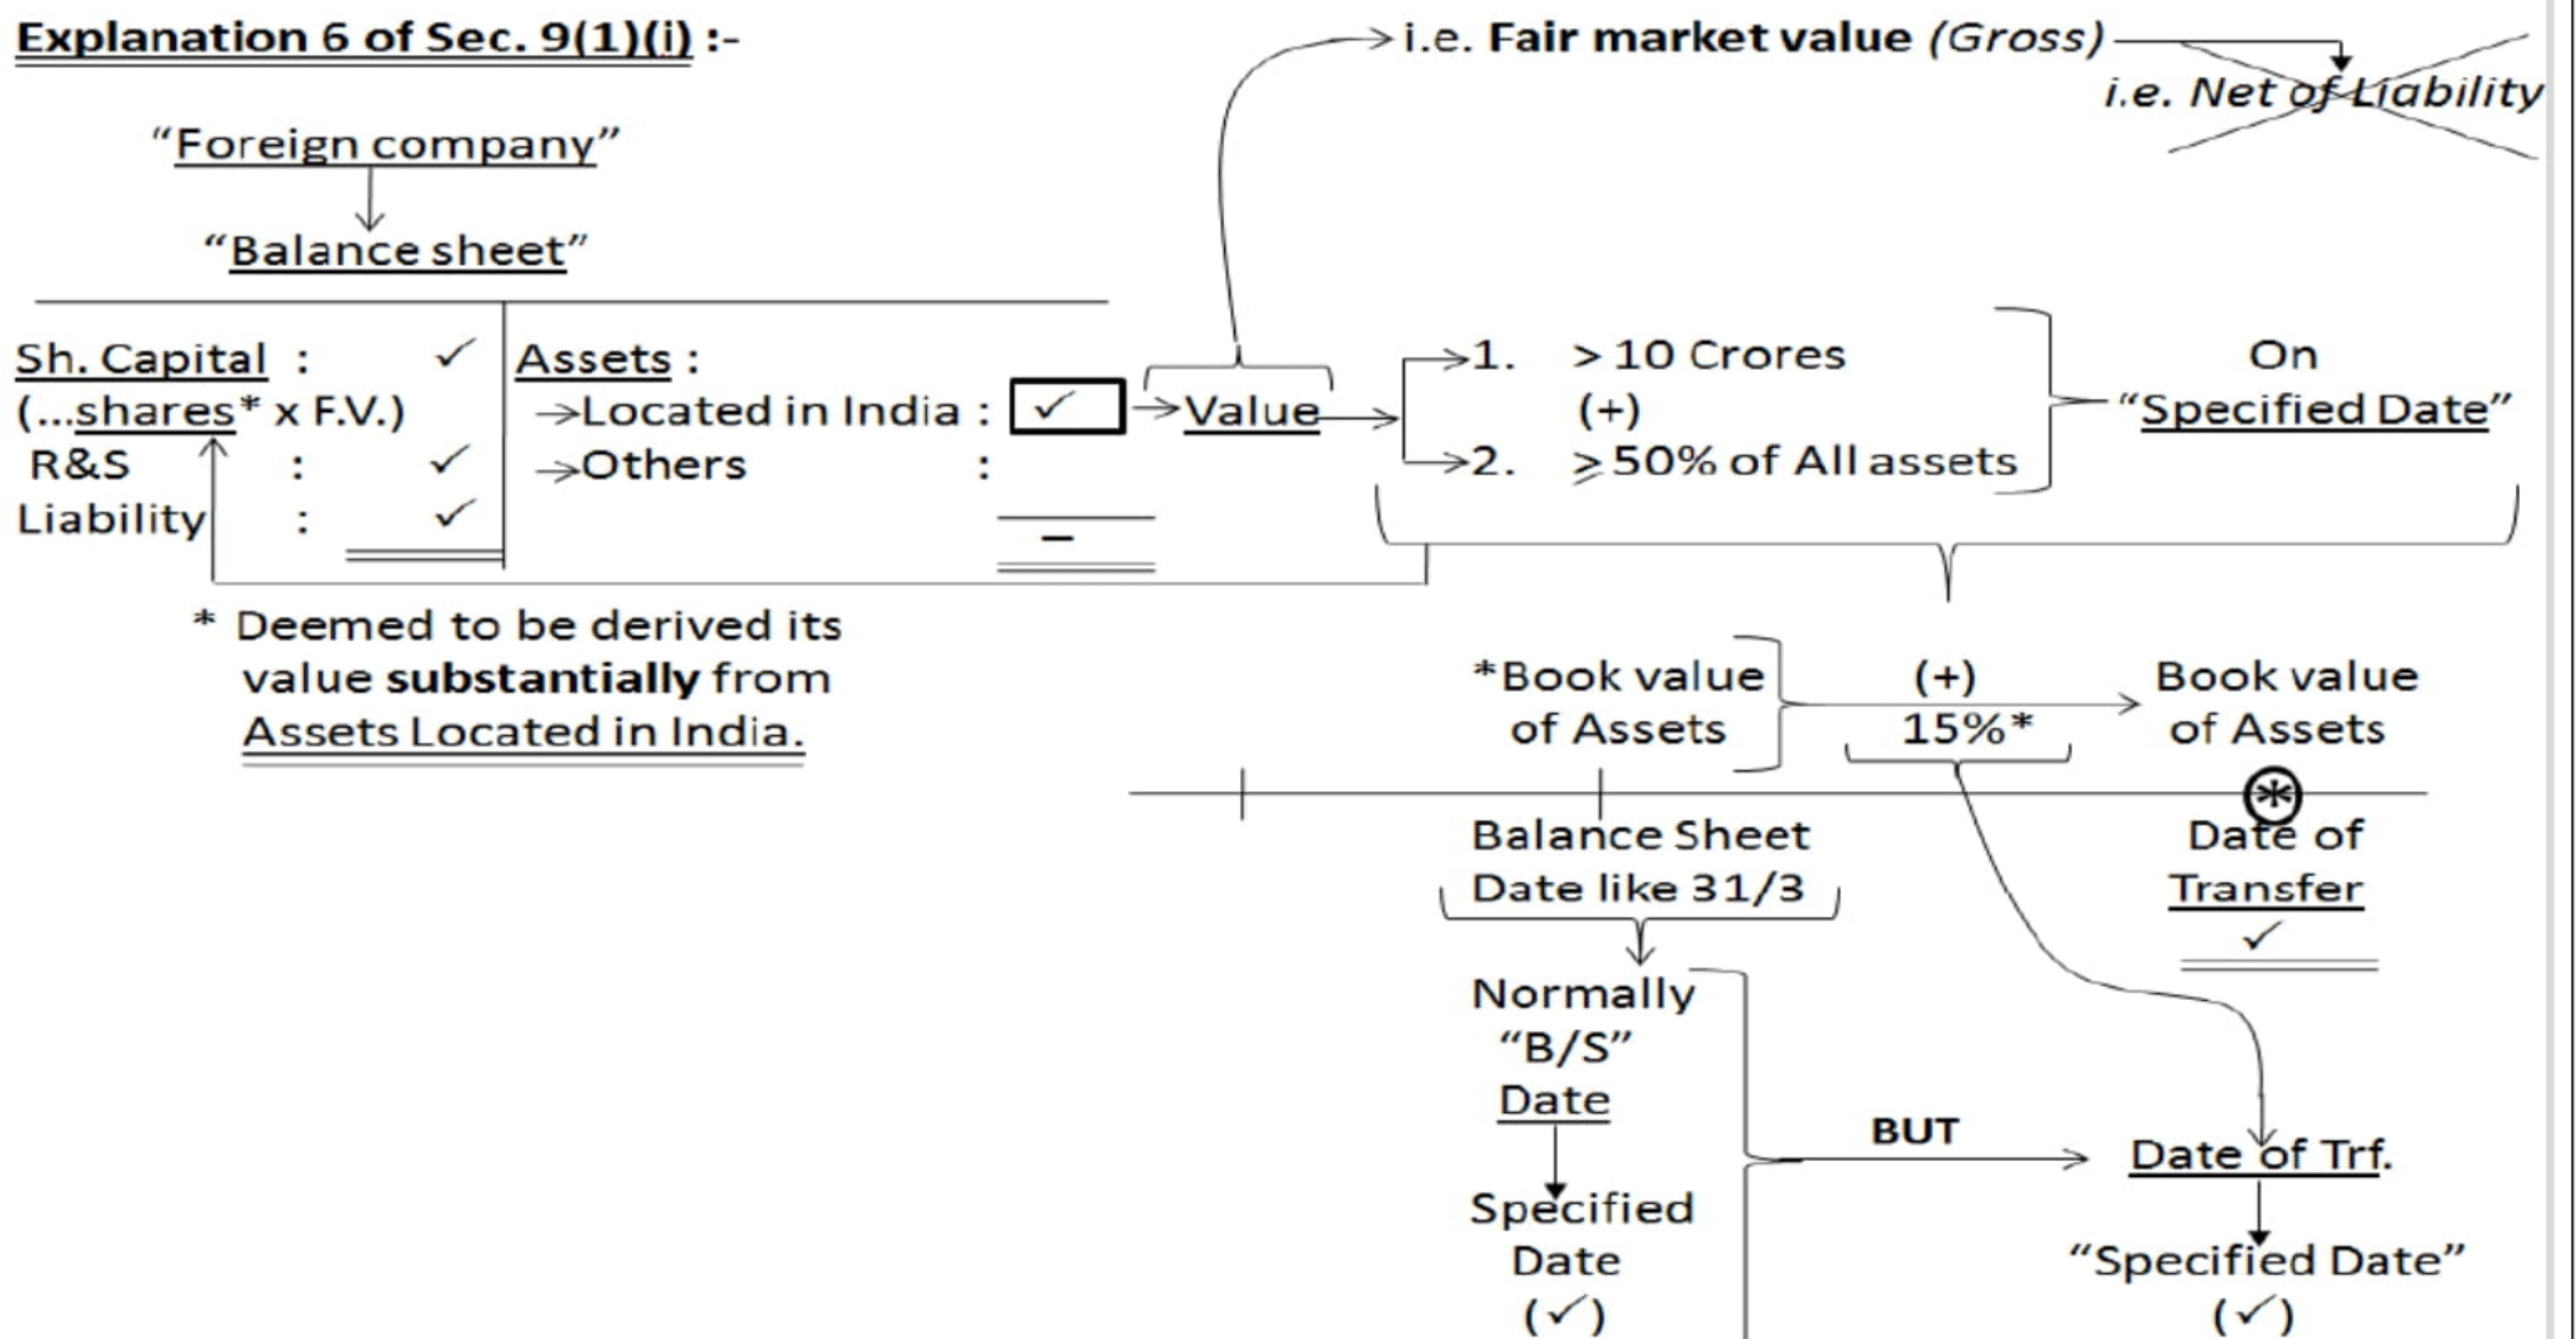 Explanation 6 of Sec. 9(1)(i) :-
i.e. Fair market value (Gross)
i.e. Net of Liability
“Foreign company”
“Balance sheet”
Sh. Capital : ✓
(...shares* x F.V.)
R&S : ✓
Liability : ✓
Assets :
→Located in India : ✓ → Value
→Others :
–
1. > 10 Crores
(+)
2. ⩾ 50% of All assets
On
“Specified Date”
* Deemed to be derived its
value substantially from
Assets Located in India.
*Book value
of Assets
(+)
15%*
Book value
of Assets
Balance Sheet
Date like 31/3
*
Date of
Transfer
✓
Normally
“B/S”
Date
Specified
Date
(✓)
BUT
Date of Trf.
“Specified Date”
(✓)